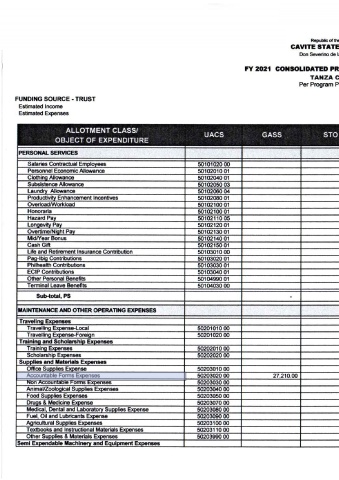 Republic of the
CAVITE STATE
Don Severino de L
FY 2021 CONSOLIDATED PR
TANZA C
Per Program P
FUNDING SOURCE - TRUST
Estimated Income
Estimated Expenses
ALLOTMENT CLASS/ OBJECT OF EXPENDITURE UACS GASS STO
PERSONAL SERVICES
Salaries Contractual Employees 50101020 00
Personnel Economic Allowance 50102010 01
Clothing Allowance 50102040 01
Subsistence Allowance 50102050 03
Laundry Allowance 50102060 04
Productivity Enhancement Incentives 50102080 01
Overload/Workload 50102100 01
Honoraria 50102100 01
Hazard Pay 50102110 05
Longevity Pay 50102120 01
Overtime/Night Pay 50102130 01
Mid/Year Bonus 50102140 01
Cash Gift 50102150 01
Life and Retirement Insurance Contribution 50103010 00
Pag-Ibig Contributions 50103020 01
Philhealth Contributions 50103030 01
ECIP Contributions 50103040 01
Other Personal Benefits 50104990 01
Terminal Leave Benefits 50104030 00
Sub-total, PS -
MAINTENANCE AND OTHER OPERATING EXPENSES
Traveling Expenses
Travelling Expense-Local 50201010 00
Travelling Expense-Foreign 50201020 00
Training and Scholarship Expenses
Training Expenses 50202010 00
Scholarship Expenses 50202020 00
Supplies and Materials Expenses
Office Supplies Expense 50203010 00
Accountable Forms Expenses 50203020 00 27,210.00
Non Accountable Forms Expenses 50203030 00
Animal/Zoological Supplies Expenses 50203040 00
Food Supplies Expenses 50203050 00
Drugs & Medicine Expense 50203070 00
Medical, Dental and Laboratory Supplies Expense 50203080 00
Fuel, Oil and Lubricants Expense 50203090 00
Agricultural Supplies Expenses 50203100 00
Textbooks and Instructional Materials Expenses 50203110 00
Other Supplies & Materials Expenses 50203990 00
Semi Expendable Machinery and Equipment Expenses